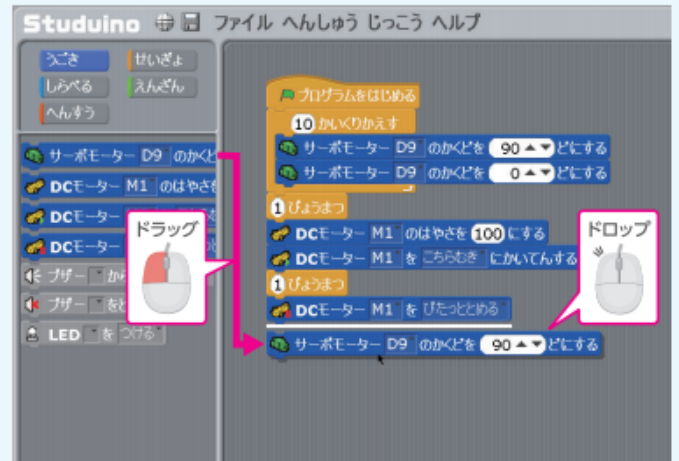 Studuino ファイル へんしゅう じっこう ヘルプ
うごき せいぎょ
しらべる えんざん
へんすう
サーボモーター D9 のかくど
DCモーター M1 のはやさを
DCモーター
DCモーター
ブザー から
ブザー を
LED を つける
ドラッグ
プログラムをはじめる
10 かいくりかえす
サーボモーター D9 のかくどを 90 どにする
サーボモーター D9 のかくどを 0 どにする
1 びょうまつ
DCモーター M1 のはやさを 100 にする
DCモーター M1 を こちらむき にかいてんする
1 びょうまつ
DCモーター M1 を ぴたっととめる
サーボモーター D9 のかくどを 90 どにする
ドロップ